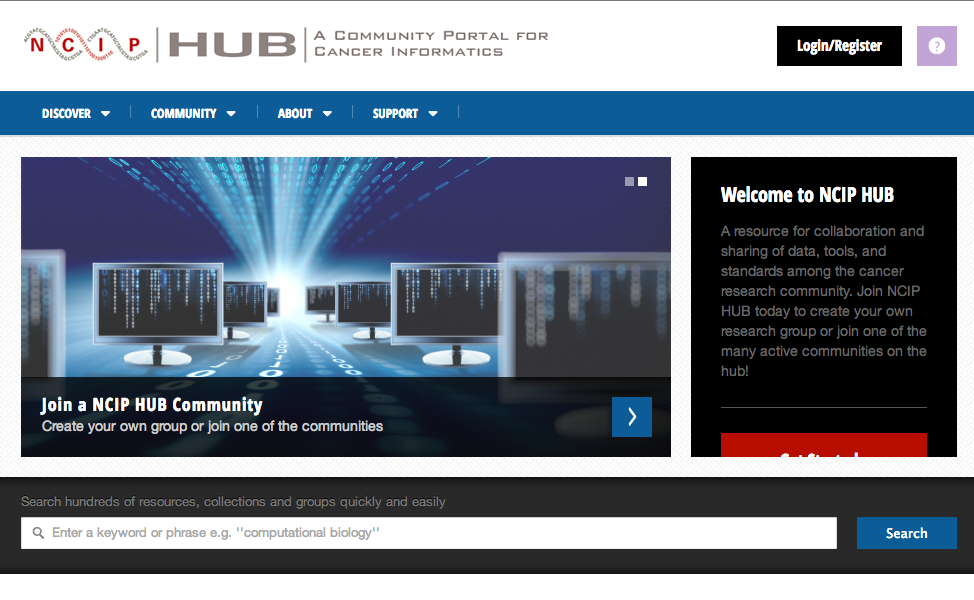 NCIP
HUB
A Community Portal for
Cancer Informatics
Login/Register
?
DISCOVER
COMMUNITY
ABOUT
SUPPORT
Join a NCIP HUB Community
Create your own group or join one of the communities
Welcome to NCIP HUB
A resource for collaboration and
sharing of data, tools, and
standards among the cancer
research community. Join NCIP
HUB today to create your own
research group or join one of the
many active communities on the
hub!
Search hundreds of resources, collections and groups quickly and easily
Enter a keyword or phrase e.g. ''computational biology''
Search